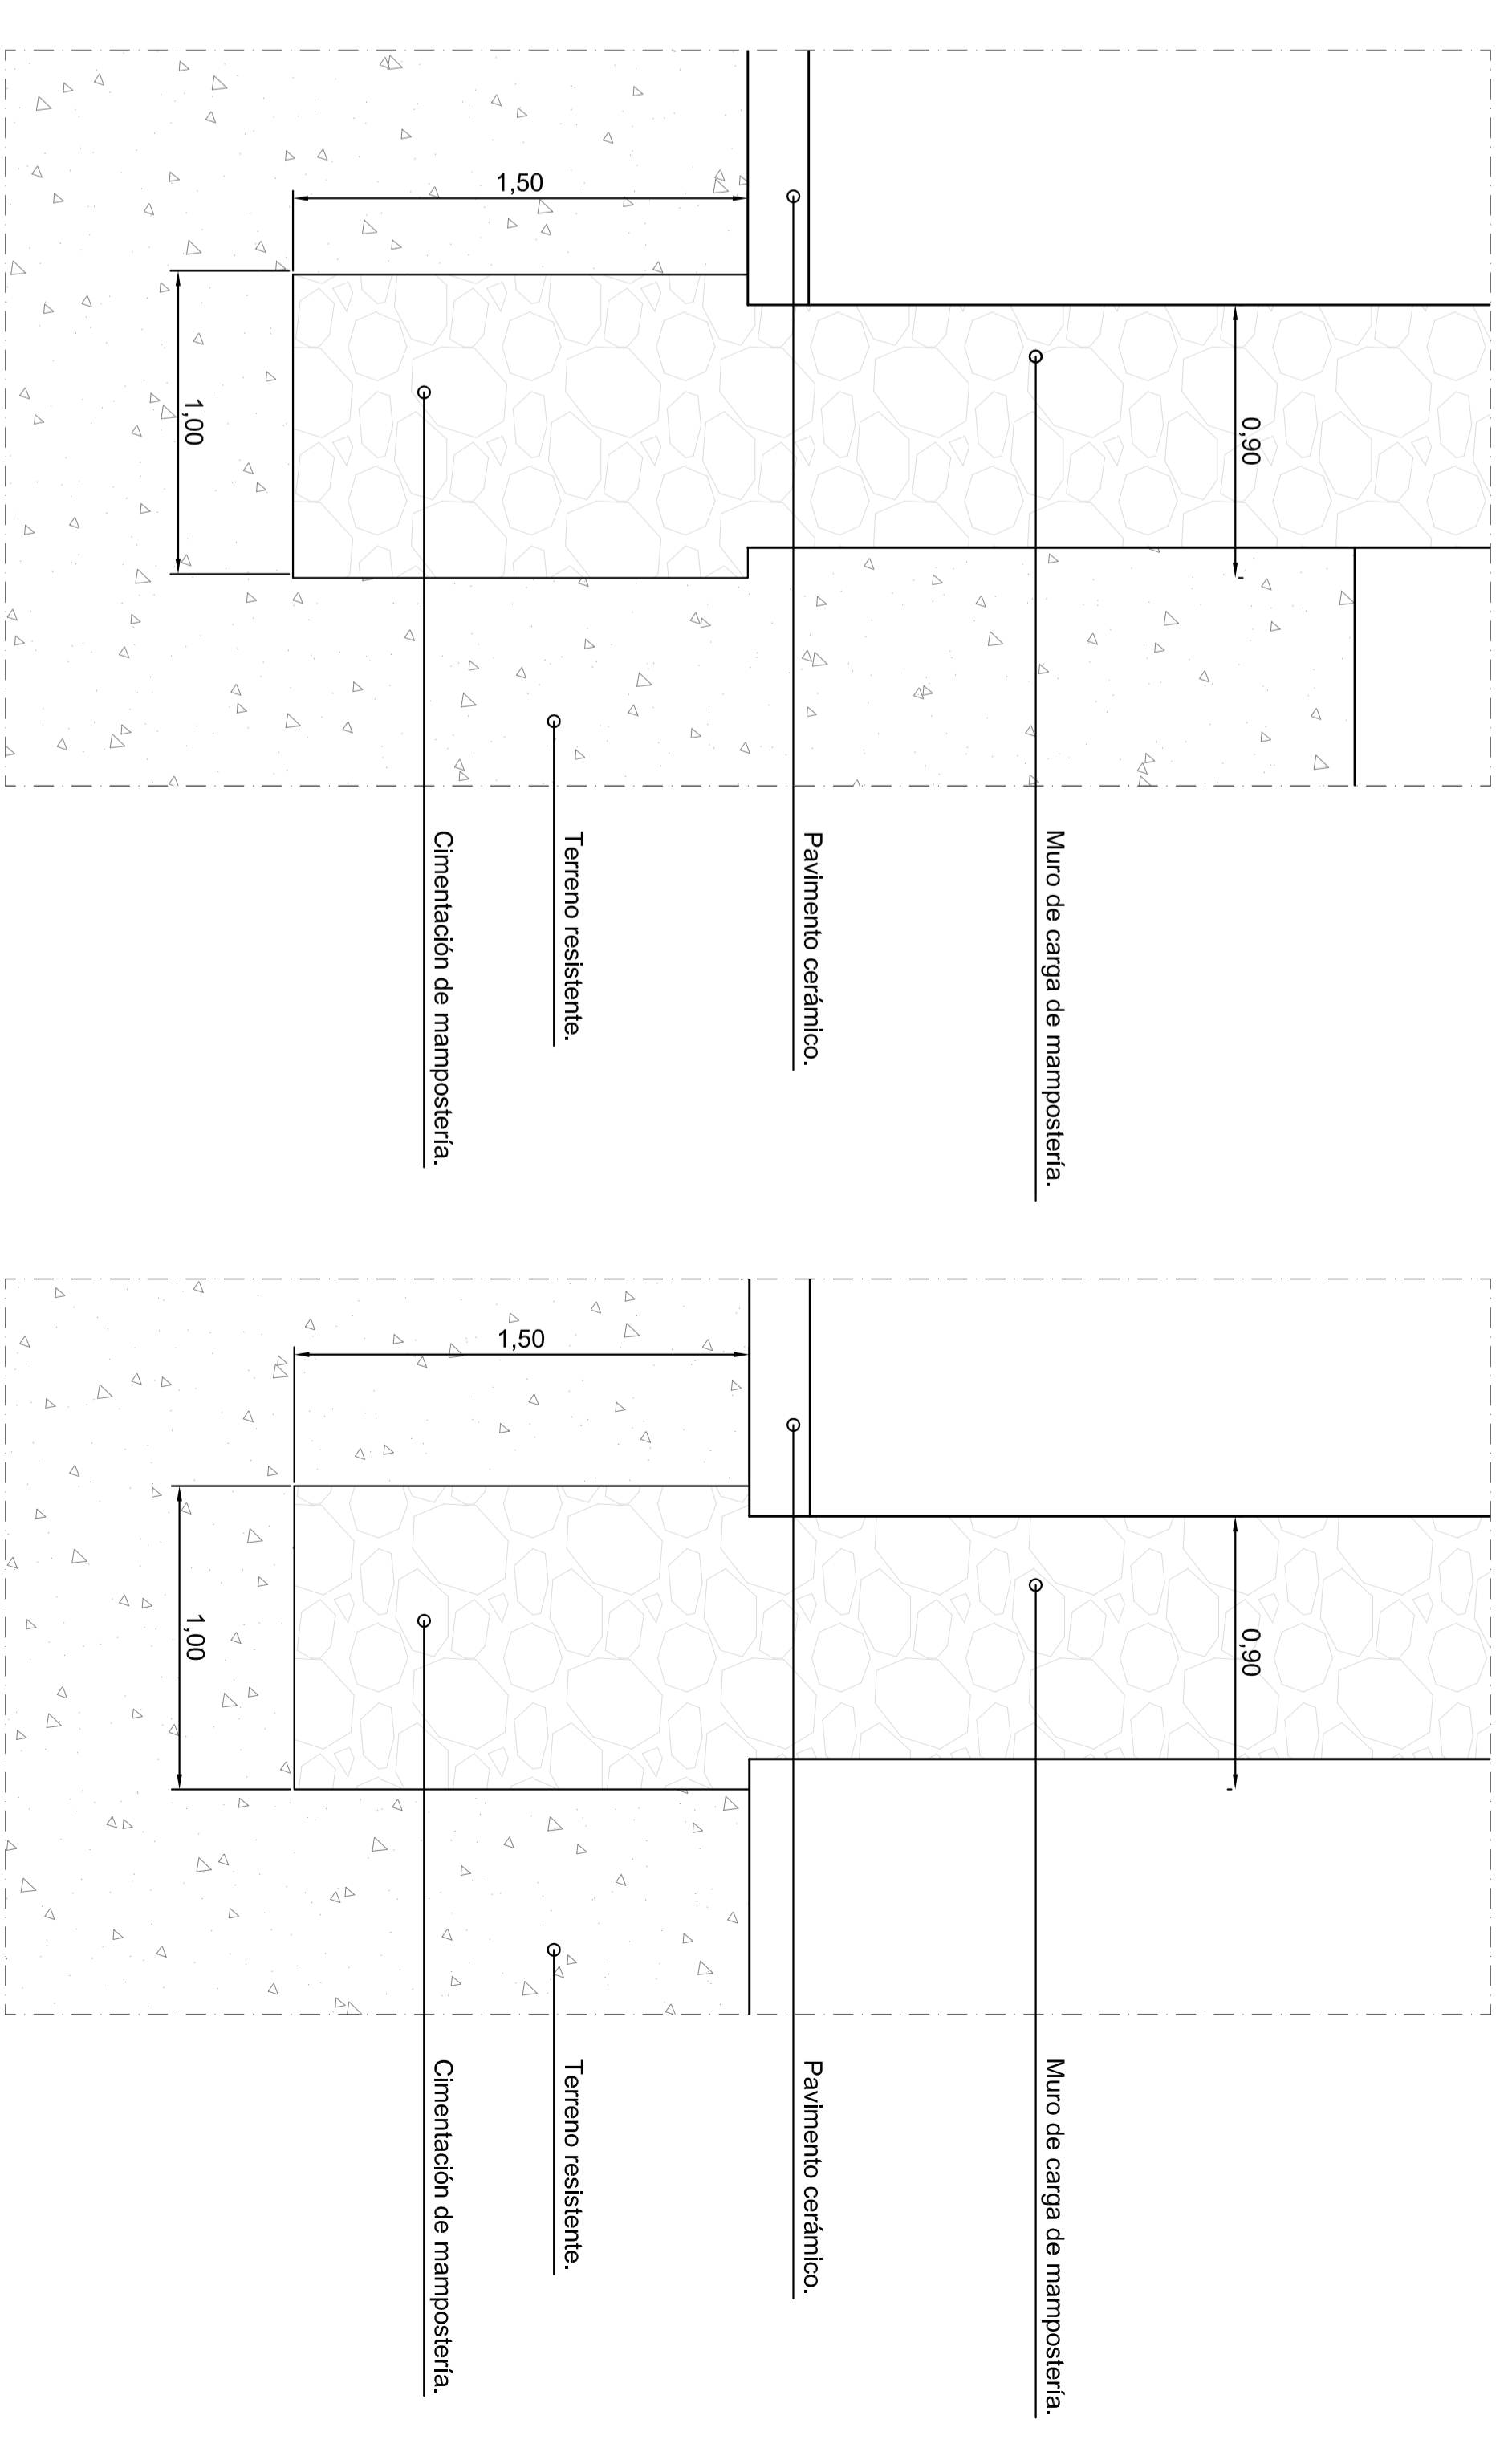 0,90
1,50
1,00
Muro de carga de mampostería.
Pavimento cerámico.
Terreno resistente.
Cimentación de mampostería.
0,90
1,50
1,00
Muro de carga de mampostería.
Pavimento cerámico.
Terreno resistente.
Cimentación de mampostería.